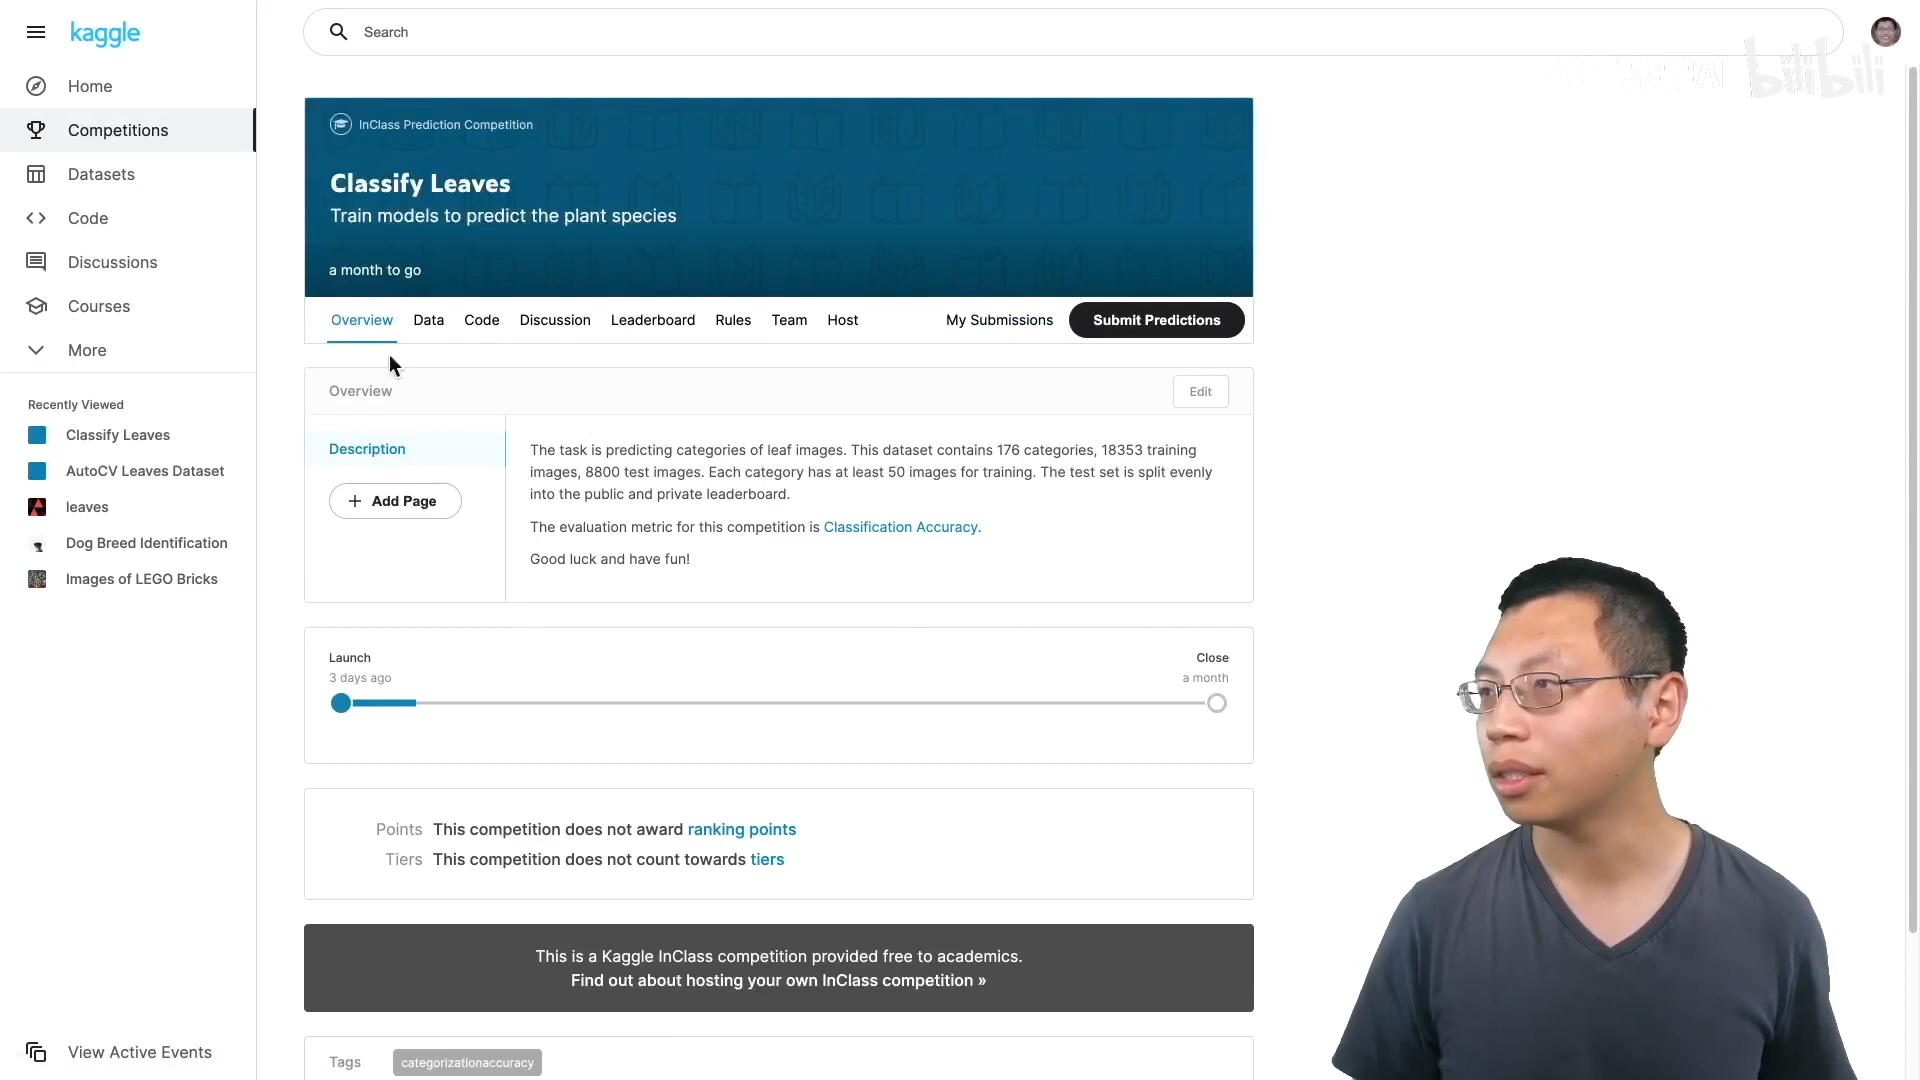 kaggle
Search
bilibili
Home
Competitions
Datasets
Code
Discussions
Courses
More
Recently Viewed
Classify Leaves
AutoCV Leaves Dataset
leaves
Dog Breed Identification
Images of LEGO Bricks
View Active Events
InClass Prediction Competition
Classify Leaves
Train models to predict the plant species
a month to go
Overview Data Code Discussion Leaderboard Rules Team Host My Submissions Submit Predictions
Overview Edit
Description
Add Page
The task is predicting categories of leaf images. This dataset contains 176 categories, 18353 training
images, 8800 test images. Each category has at least 50 images for training. The test set is split evenly
into the public and private leaderboard.
The evaluation metric for this competition is Classification Accuracy.
Good luck and have fun!
Launch Close
3 days ago a month
Points This competition does not award ranking points
Tiers This competition does not count towards tiers
This is a Kaggle InClass competition provided free to academics.
Find out about hosting your own InClass competition »
Tags categorizationaccuracy